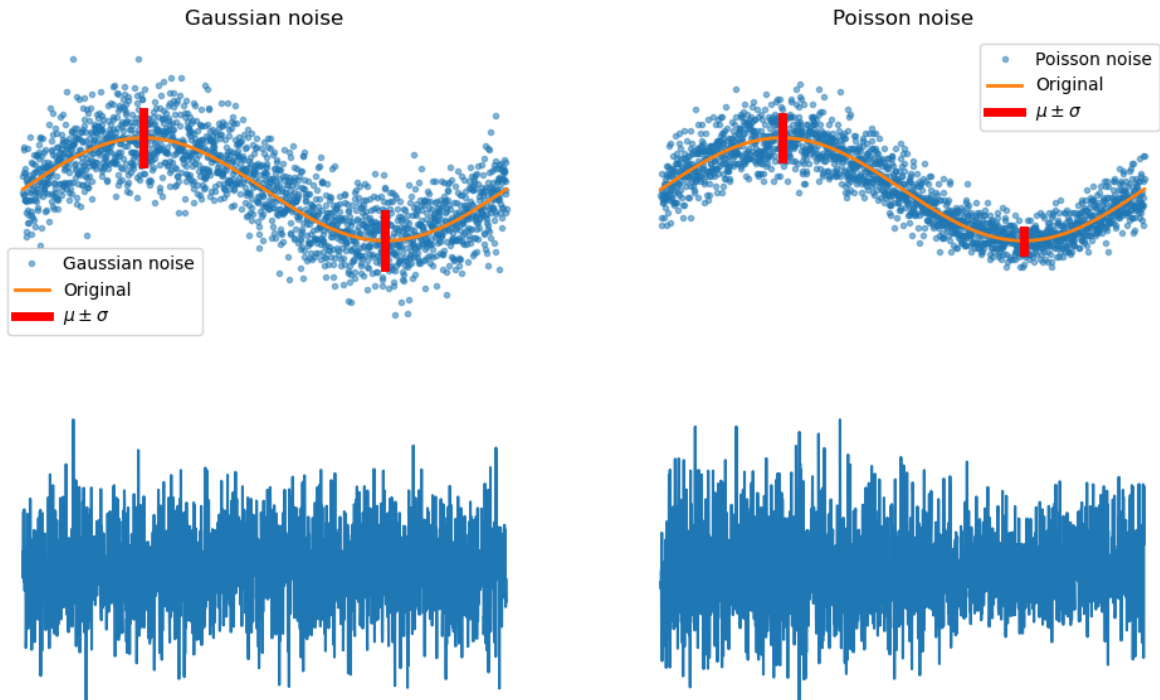 Gaussian noise
Gaussian noise
Original
μ ± σ
Poisson noise
Poisson noise
Original
μ ± σ